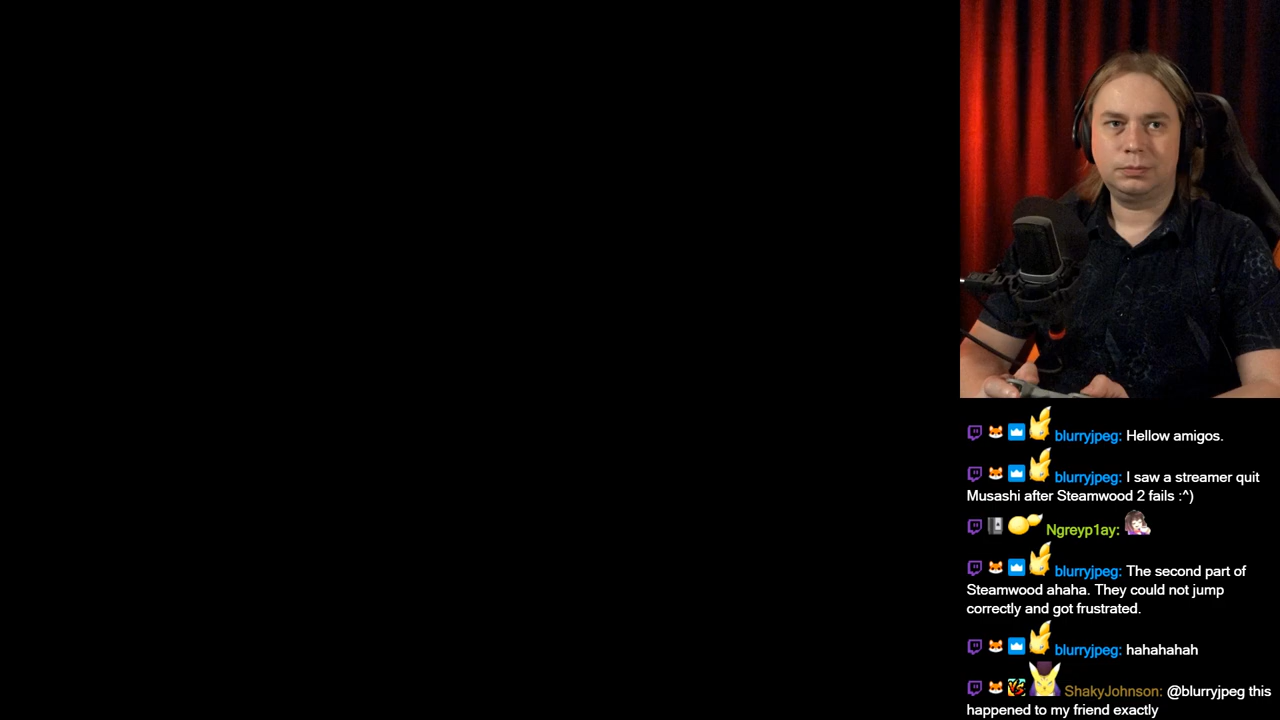 blurryjpeg: Hellow amigos.
blurryjpeg: I saw a streamer quit
Musashi after Steamwood 2 fails :^)
Ngreyp1ay:
blurryjpeg: The second part of
Steamwood ahaha. They could not jump
correctly and got frustrated.
blurryjpeg: hahahahah
ShakyJohnson: @blurryjpeg this
happened to my friend exactly